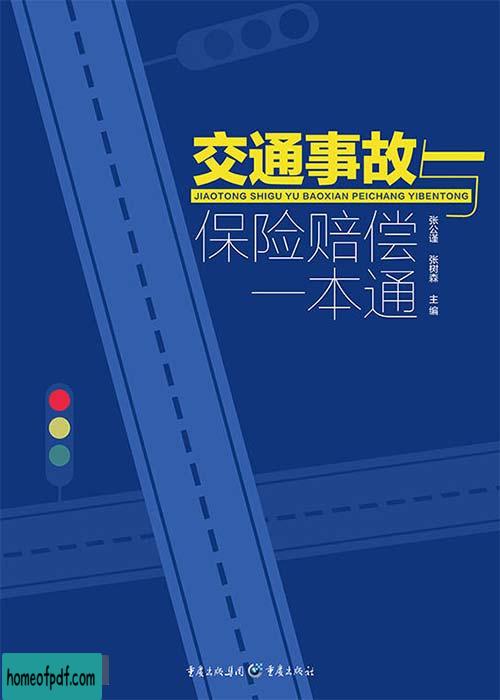 交通事故与
JIAOTONG SHIGU YU BAOXIAN PEICHANG YIBENTONG
保险赔偿
一本通
张公谨 张树森 主编
重庆出版集团 重庆出版社
homeofpdf.com